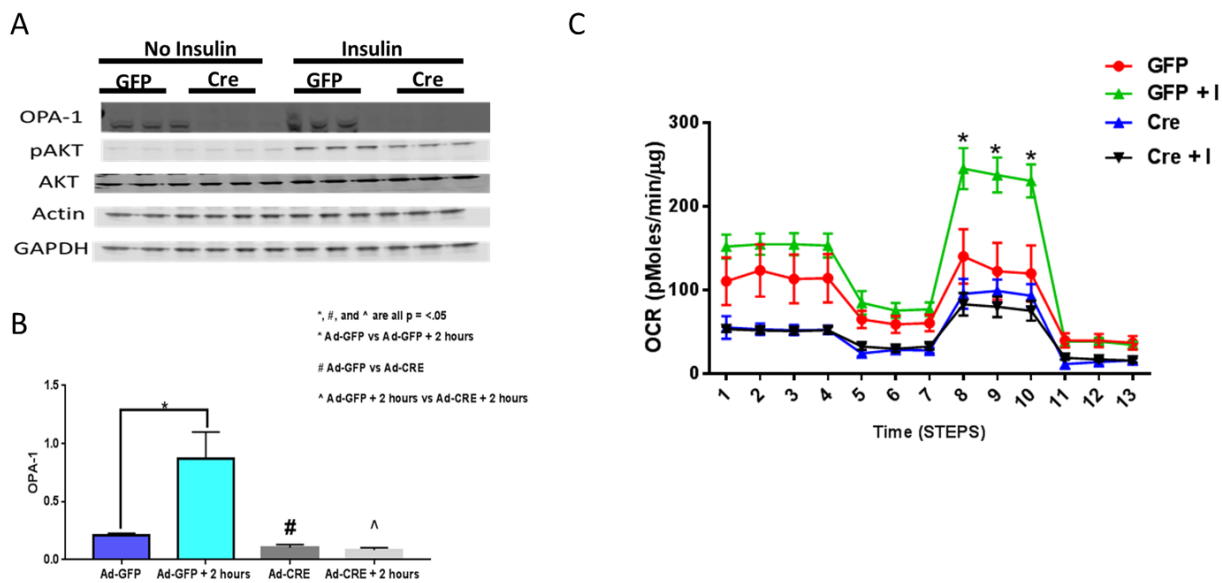 A
No Insulin Insulin
GFP Cre GFP Cre
OPA-1
pAKT
AKT
Actin
GAPDH
B
*, #, and ^ are all p = <.05
* Ad-GFP vs Ad-GFP + 2 hours
# Ad-GFP vs Ad-CRE
^ Ad-GFP + 2 hours vs Ad-CRE + 2 hours
OPA-1
1.5
1.0
0.5
0.0
*
#
^
Ad-GFP Ad-GFP + 2 hours Ad-CRE Ad-CRE + 2 hours
C
GFP
GFP + I
Cre
Cre + I
OCR (pMoles/min/µg)
300
200
100
0
* * *
1 2 3 4 5 6 7 8 9 10 11 12 13
Time (STEPS)